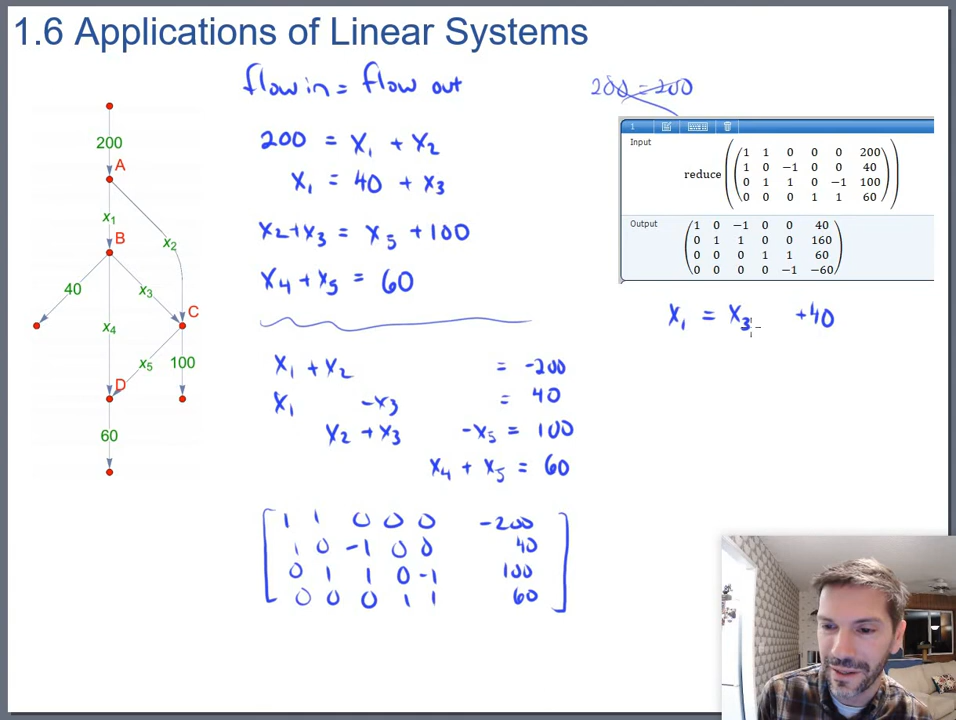 1.6 Applications of Linear Systems
flow in = flow out
200 = 200
200
A
x₁
x₂
B
40
x₃
C
x₄
x₅
100
D
60
200 = x₁ + x₂
x₁ = 40 + x₃
x₂+x₃ = x₅ + 100
x₄ + x₅ = 60
x₁ + x₂ = -200
x₁ -x₃ = 40
x₂ + x₃ -x₅ = 100
x₄ + x₅ = 60
1 1 0 0 0 -200
1 0 -1 0 0 40
0 1 1 0 -1 100
0 0 0 1 1 60
1
Input
reduce
1 1 0 0 0 200
1 0 -1 0 0 40
0 1 1 0 -1 100
0 0 0 1 1 60
Output
1 0 -1 0 0 40
0 1 1 0 0 160
0 0 0 1 1 60
0 0 0 0 -1 -60
x₁ = x₃ +40